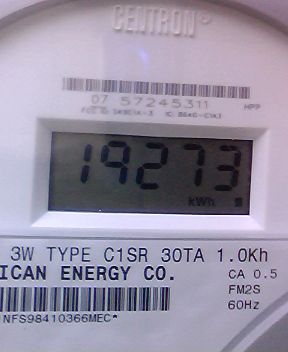 CENTRON®
07 57245311
HPP
19273
kWh
3W TYPE C1SR 30TA 1.0Kh
ICAN ENERGY CO.
CA 0.5
FM2S
60Hz
NFS98410366MEC*